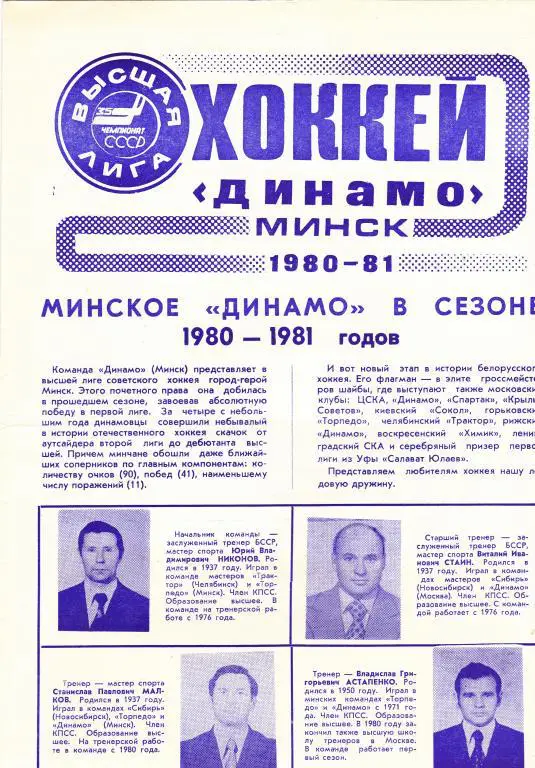 ВЫСШАЯ
35
ЧЕМПИОНАТ
СССР
ЛИГА
ХОККЕЙ
«ДИНАМО»
МИНСК
1980–81
МИНСКОЕ «ДИНАМО» В СЕЗОНЕ
1980 — 1981 годов
Команда «Динамо» (Минск) представляет в
высшей лиге советского хоккея город-герой
Минск. Этого почетного права она добилась
в прошедшем сезоне, завоевав абсолютную
победу в первой лиге. За четыре с неболь-
шим года динамовцы совершили небывалый
в истории отечественного хоккея скачок от
аутсайдера второй лиги до дебютанта выс-
шей. Причем минчане обошли даже ближай-
ших соперников по главным компонентам: ко-
личеству очков (90), побед (41), наименьшему
числу поражений (11).
И вот новый этап в истории белорусског
хоккея. Его флагман — в элите гроссмейсте
ров шайбы, где выступают также московски
клубы: ЦСКА, «Динамо», «Спартак», «Крыль
Советов», киевский «Сокол», горьковски
«Торпедо», челябинский «Трактор», рижски
«Динамо», воскресенский «Химик», ленин
градский СКА и серебряный призер перво
лиги из Уфы «Салават Юлаев».
Представляем любителям хоккея нашу ле
довую дружину.
Начальник команды —
заслуженный тренер БССР,
мастер спорта Юрий Вла-
димирович НИКОНОВ. Ро-
дился в 1937 году. Играл в
команде мастеров «Трак-
тор» (Челябинск) и «Тор-
педо» (Минск). Член КПСС.
Образование высшее. В
команде на тренерской ра-
боте с 1976 года.
Старший тренер — за-
служенный тренер БССР,
мастер спорта Виталий Ива-
нович СТАИН. Родился в
1937 году. Играл в коман-
дах мастеров «Сибирь»
(Новосибирск) и «Динамо»
(Москва). Член КПСС. Об-
разование высшее. С коман-
дой работает с 1976 года.
Тренер — мастер спорта
Станислав Павлович МАЛ-
КОВ. Родился в 1937 году.
Играл в командах «Сибирь»
(Новосибирск), «Торпедо» и
«Динамо» (Минск). Член
КПСС. Образование выс-
шее. На тренерской рабо-
те в команде с 1980 года.
Тренер — Владислав Гри-
горьевич АСТАПЕНКО. Ро-
дился в 1950 году. Играл в
минских командах «Торпе-
до» и «Динамо» с 1971 го-
да. Член КПСС. Образова-
ние высшее. В 1980 году за-
кончил также высшую шко-
лу тренеров в Москве. В
команде работает пер-
вый сезон.